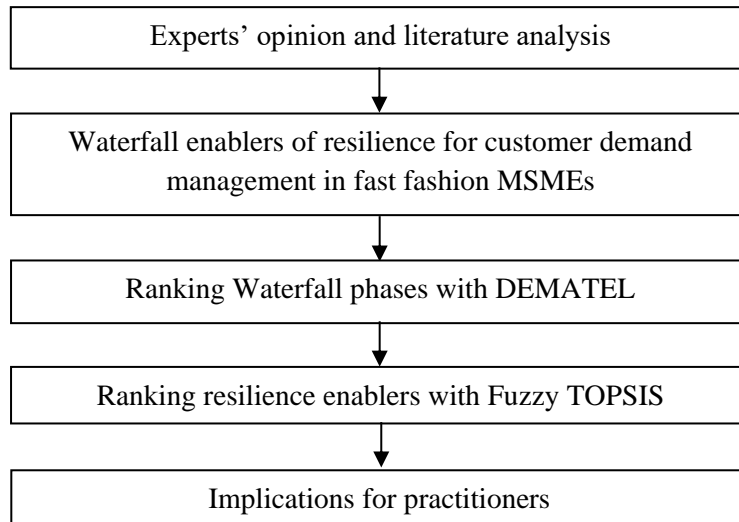 Experts’ opinion and literature analysis
Waterfall enablers of resilience for customer demand
management in fast fashion MSMEs
Ranking Waterfall phases with DEMATEL
Ranking resilience enablers with Fuzzy TOPSIS
Implications for practitioners